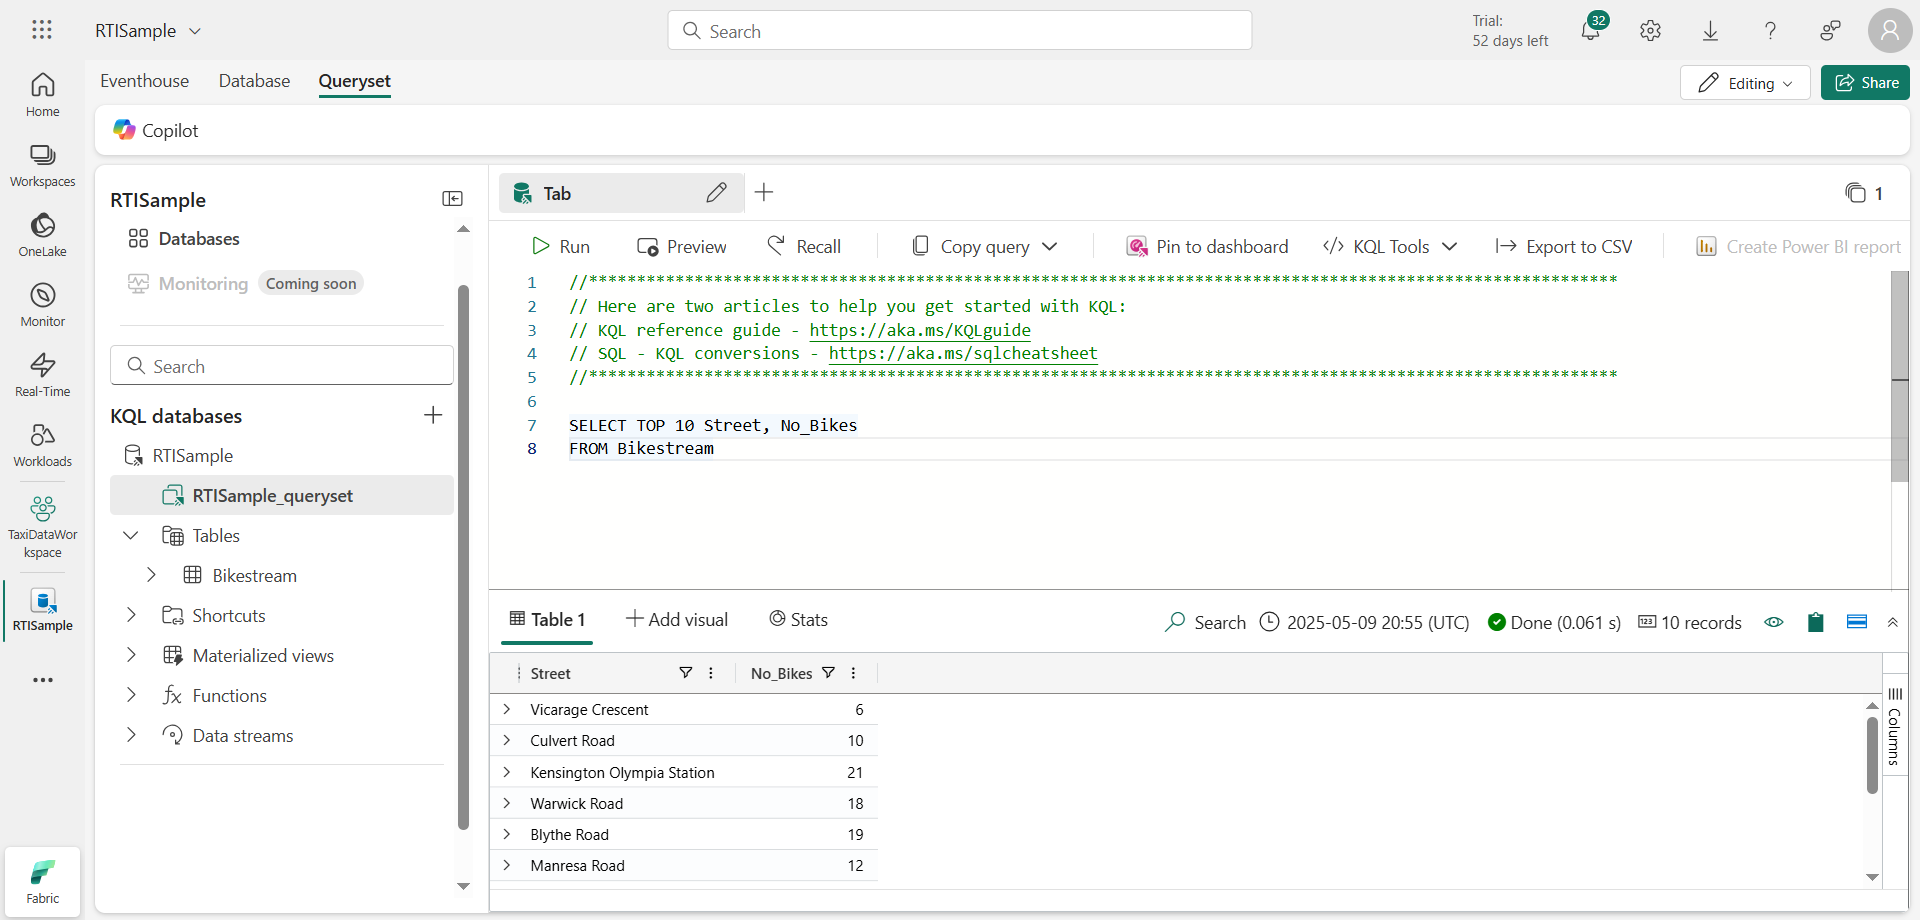 RTISample
Search
Trial:
52 days left
32
Home
Workspaces
OneLake
Monitor
Real-Time
Workloads
TaxiDataWor
kspace
RTISample
Fabric
Eventhouse
Database
Queryset
Editing
Share
Copilot
RTISample
Databases
Monitoring
Coming soon
Search
KQL databases
RTISample
RTISample_queryset
Tables
Bikestream
Shortcuts
Materialized views
Functions
Data streams
Tab
1
Run
Preview
Recall
Copy query
Pin to dashboard
KQL Tools
Export to CSV
Create Power BI report
1 //***********************************************************************************************************
2 // Here are two articles to help you get started with KQL:
3 // KQL reference guide - https://aka.ms/KQLguide
4 // SQL - KQL conversions - https://aka.ms/sqlcheatsheet
5 //***********************************************************************************************************
6
7 SELECT TOP 10 Street, No_Bikes
8 FROM Bikestream
Table 1
Add visual
Stats
Search
2025-05-09 20:55 (UTC)
Done (0.061 s)
10 records
Street No_Bikes
Vicarage Crescent 6
Culvert Road 10
Kensington Olympia Station 21
Warwick Road 18
Blythe Road 19
Manresa Road 12
Columns